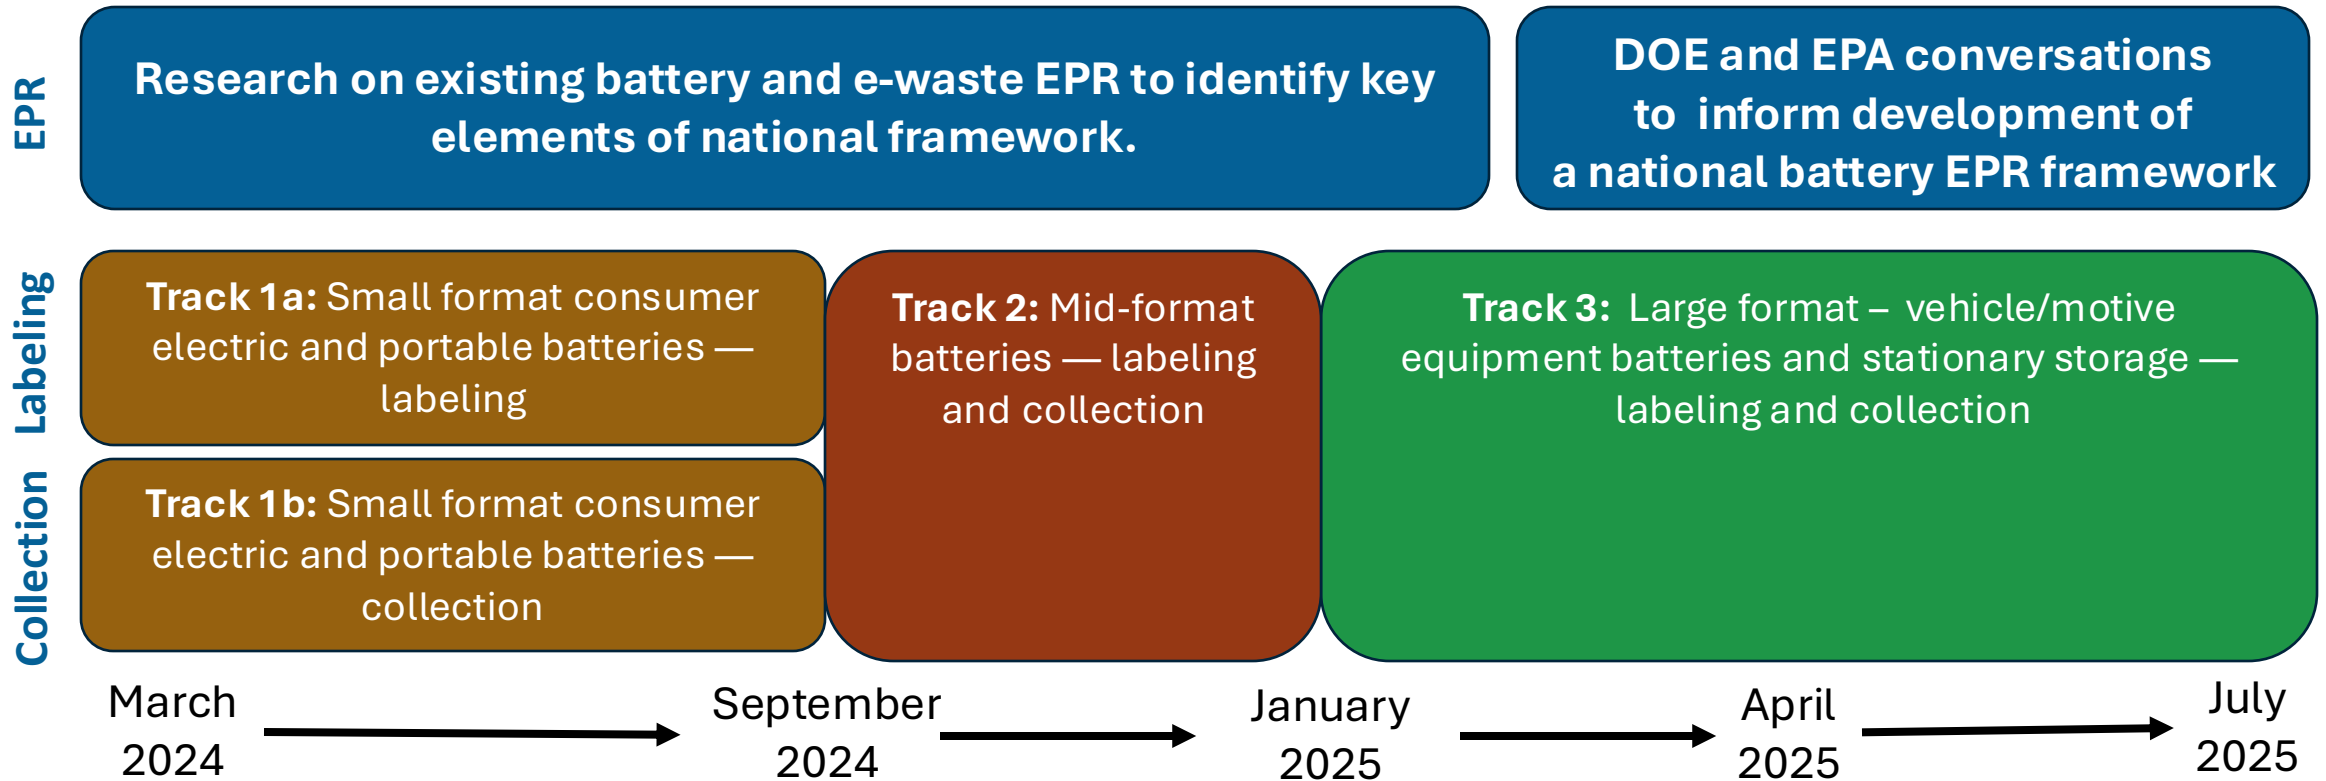 EPR
Research on existing battery and e-waste EPR to identify key
elements of national framework.
DOE and EPA conversations
to inform development of
a national battery EPR framework
Labeling
Track 1a: Small format consumer
electric and portable batteries —
labeling
Collection
Track 1b: Small format consumer
electric and portable batteries —
collection
Track 2: Mid-format
batteries — labeling
and collection
Track 3: Large format – vehicle/motive
equipment batteries and stationary storage —
labeling and collection
March
2024
September
2024
January
2025
April
2025
July
2025